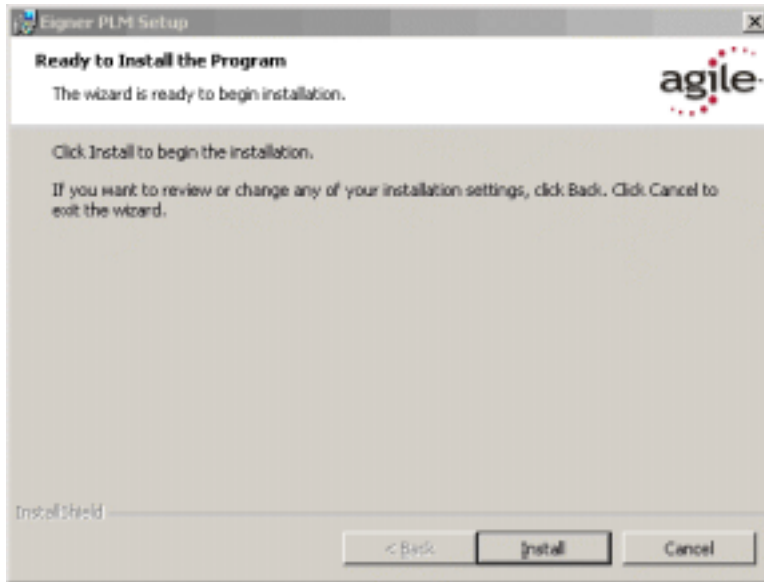 Eigner PLM Setup
Ready to Install the Program
The wizard is ready to begin installation.
agile
Click Install to begin the installation.
If you want to review or change any of your installation settings, click Back. Click Cancel to
exit the wizard.
InstallShield
< Back
Install
Cancel